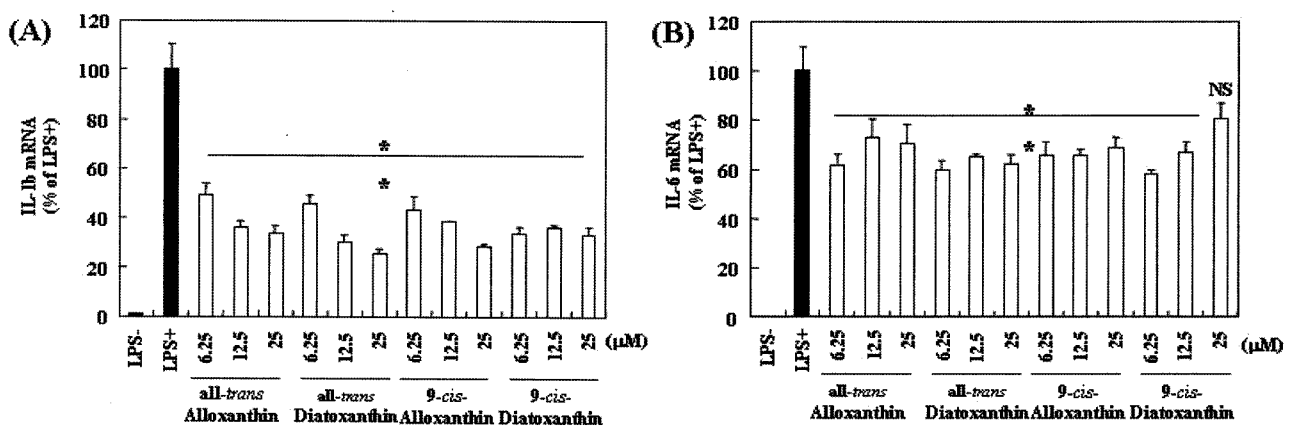 (A)
IL-1b mRNA
(% of LPS+)
120
100
80
60
40
20
0
*
*
LPS-
LPS+
6.25
12.5
25
6.25
12.5
25
6.25
12.5
25
6.25
12.5
25
(μM)
all-trans
Alloxanthin
all-trans
Diatoxanthin
9-cis-
Alloxanthin
9-cis-
Diatoxanthin
(B)
IL-6 mRNA
(% of LPS+)
120
100
80
60
40
20
0
*
*
NS
LPS-
LPS+
6.25
12.5
25
6.25
12.5
25
6.25
12.5
25
6.25
12.5
25
(μM)
all-trans
Alloxanthin
all-trans
Diatoxanthin
9-cis-
Alloxanthin
9-cis-
Diatoxanthin